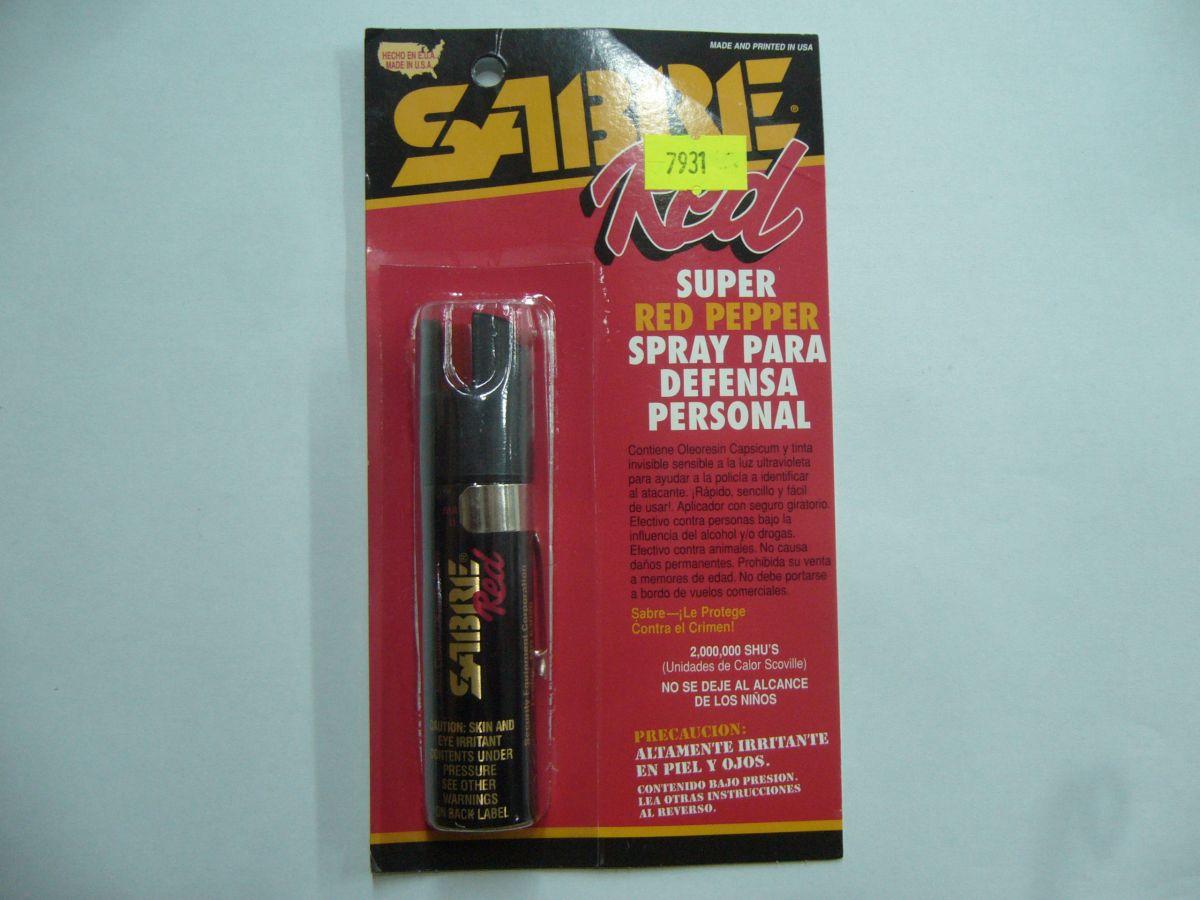 HECHO EN E.U.A.
MADE IN U.S.A.
MADE AND PRINTED IN USA
SABRE®
7931
Red
SUPER
RED PEPPER
SPRAY PARA
DEFENSA
PERSONAL
Contiene Oleoresin Capsicum y tinta
invisible sensible a la luz ultravioleta
para ayudar a la policía a identificar
al atacante. ¡Rápido, sencillo y fácil
de usar!. Aplicador con seguro giratorio.
Efectivo contra personas bajo la
influencia del alcohol y/o drogas.
Efectivo contra animales. No causa
daños permanentes. Prohibida su venta
a memores de edad. No debe portarse
a bordo de vuelos comerciales.
Sabre—¡Le Protege
Contra el Crimen!
2,000,000 SHU'S
(Unidades de Calor Scoville)
NO SE DEJE AL ALCANCE
DE LOS NIÑOS
PRECAUCION:
ALTAMENTE IRRITANTE
EN PIEL Y OJOS.
CONTENIDO BAJO PRESION.
LEA OTRAS INSTRUCCIONES
AL REVERSO.
SABRE®
Red
Security Equipment Corporation
CAUTION: SKIN AND
EYE IRRITANT
CONTENTS UNDER
PRESSURE
SEE OTHER
WARNINGS
ON BACK LABEL